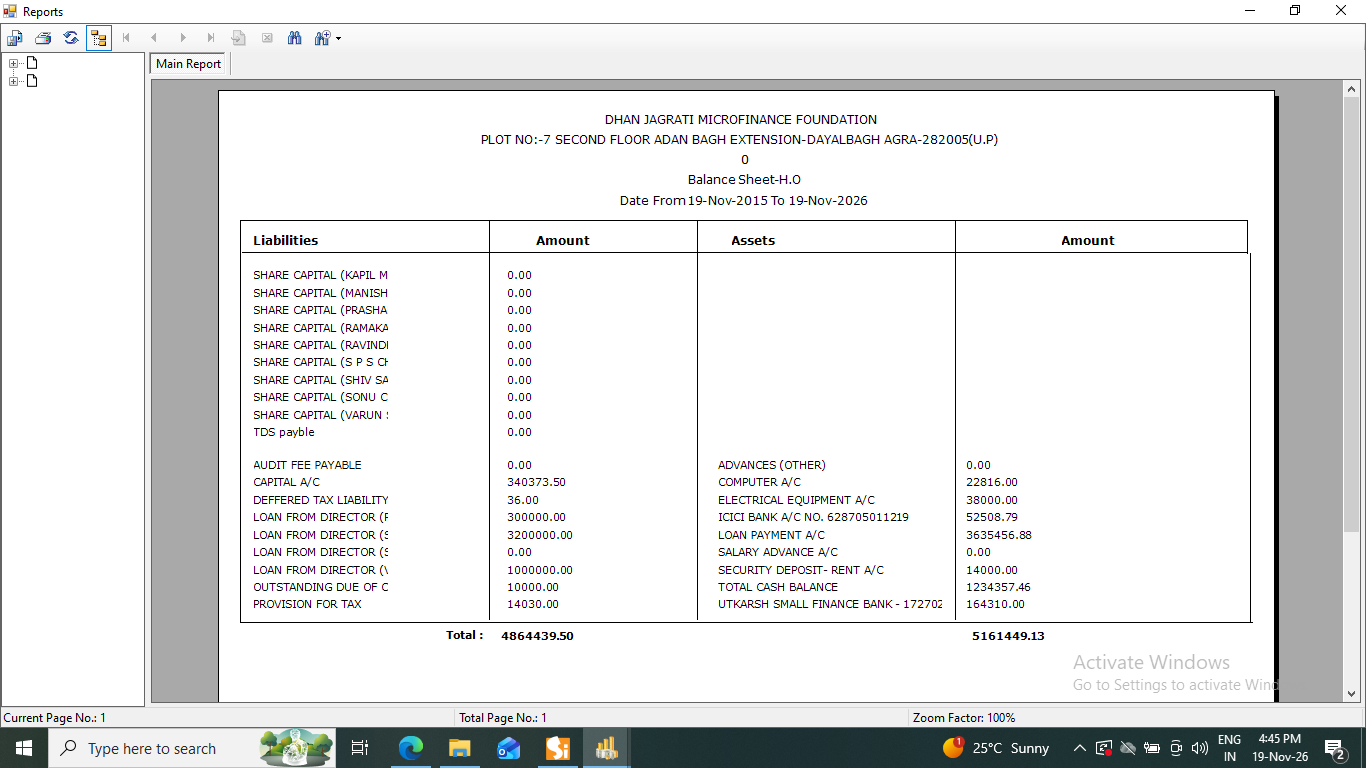 Reports
Main Report
DHAN JAGRATI MICROFINANCE FOUNDATION
PLOT NO:-7 SECOND FLOOR ADAN BAGH EXTENSION-DAYALBAGH AGRA-282005(U.P)
0
Balance Sheet-H.O
Date From 19-Nov-2015 To 19-Nov-2026
Liabilities Amount Assets Amount
SHARE CAPITAL (KAPIL M 0.00
SHARE CAPITAL (MANISH 0.00
SHARE CAPITAL (PRASHA 0.00
SHARE CAPITAL (RAMAKA 0.00
SHARE CAPITAL (RAVIND 0.00
SHARE CAPITAL (S P S CH 0.00
SHARE CAPITAL (SHIV SA 0.00
SHARE CAPITAL (SONU C 0.00
SHARE CAPITAL (VARUN 0.00
TDS payble 0.00
AUDIT FEE PAYABLE 0.00 ADVANCES (OTHER) 0.00
CAPITAL A/C 340373.50 COMPUTER A/C 22816.00
DEFFERED TAX LIABILITY 36.00 ELECTRICAL EQUIPMENT A/C 38000.00
LOAN FROM DIRECTOR ( 300000.00 ICICI BANK A/C NO. 628705011219 52508.79
LOAN FROM DIRECTOR (S 3200000.00 LOAN PAYMENT A/C 3635456.88
LOAN FROM DIRECTOR (S 0.00 SALARY ADVANCE A/C 0.00
LOAN FROM DIRECTOR (V 1000000.00 SECURITY DEPOSIT- RENT A/C 14000.00
OUTSTANDING DUE OF C 10000.00 TOTAL CASH BALANCE 1234357.46
PROVISION FOR TAX 14030.00 UTKARSH SMALL FINANCE BANK - 172702 164310.00
Total : 4864439.50 5161449.13
Activate Windows
Go to Settings to activate Wind
Current Page No.: 1 Total Page No.: 1 Zoom Factor: 100%
Type here to search
1
25°C Sunny
ENG
IN
4:45 PM
19-Nov-26
2